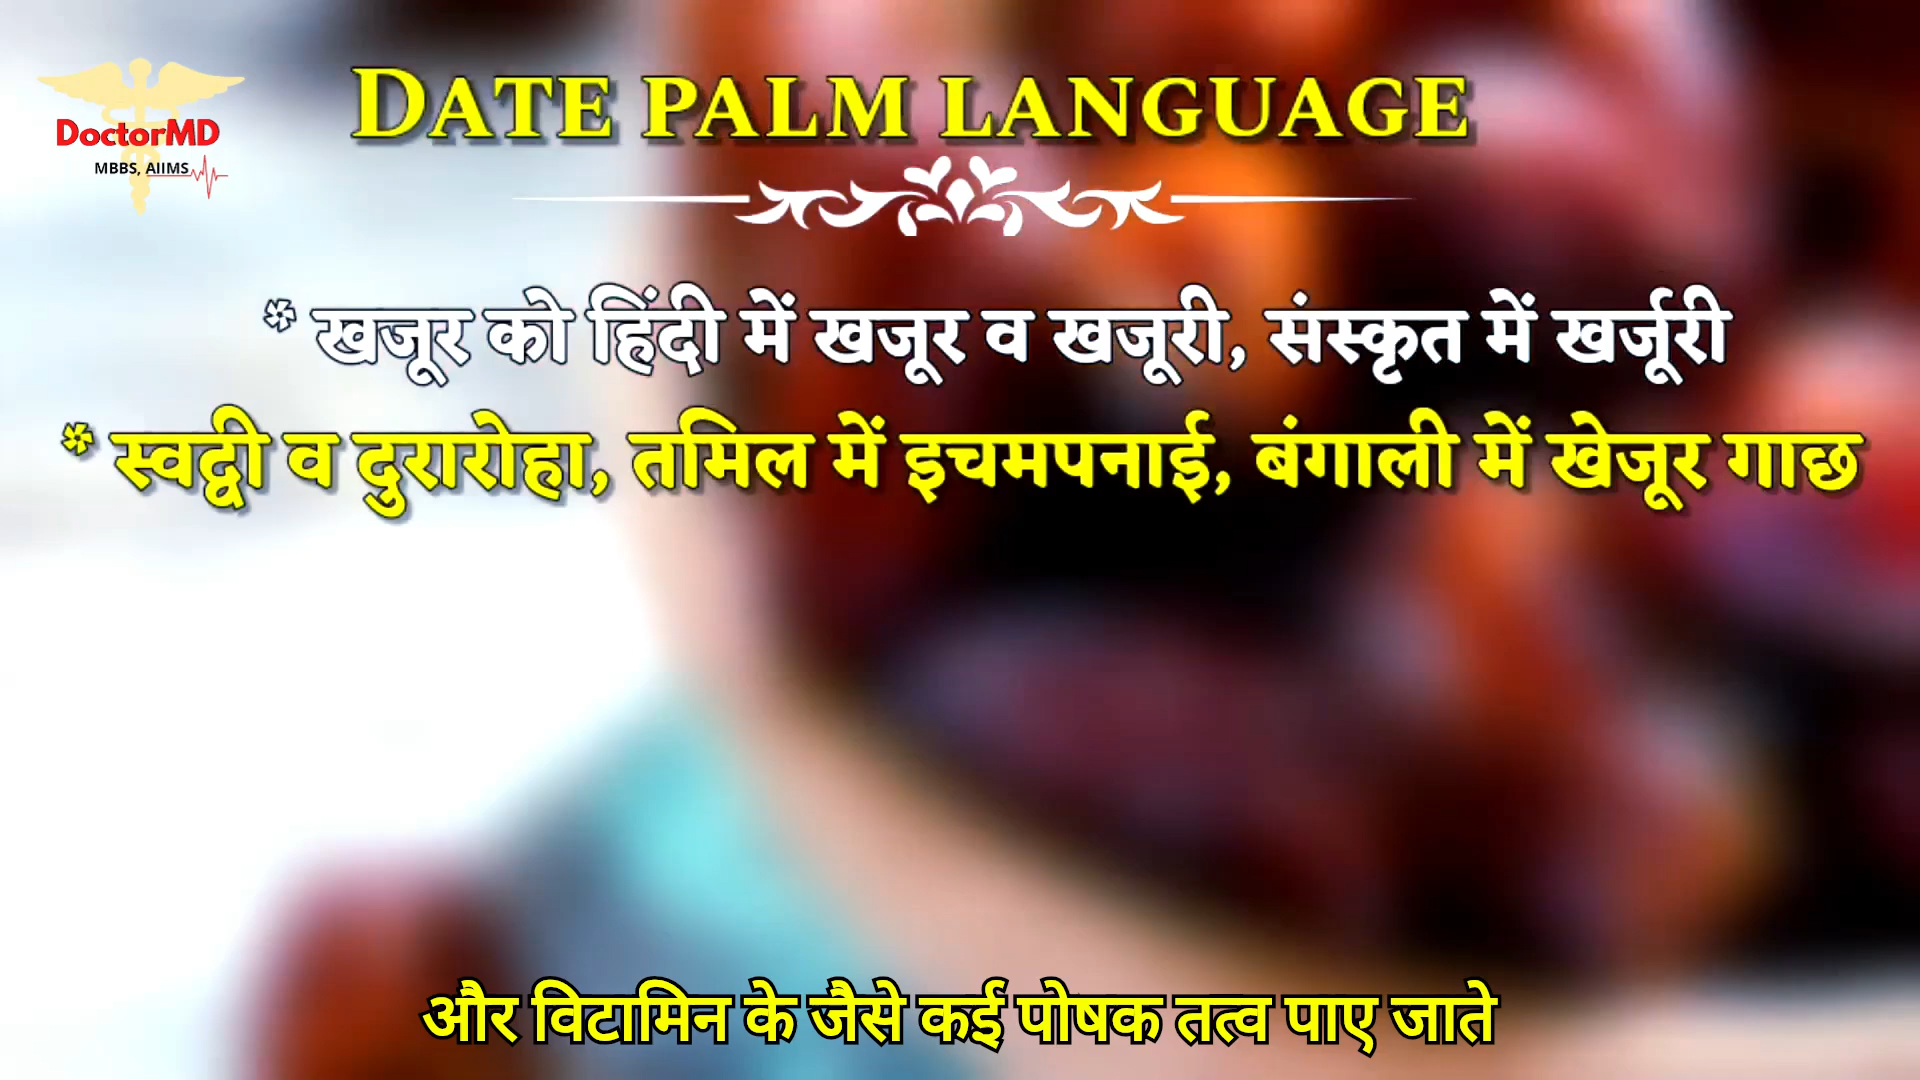 DATE PALM LANGUAGE
DoctorMD
MBBS, AIIMS
* खजूर को हिंदी में खजूर व खजूरी, संस्कृत में खर्जूरी
* स्वद्वी व दुरारोहा, तमिल में इचमपनाई, बंगाली में खेजूर गाछ
और विटामिन के जैसे कई पोषक तत्व पाए जाते